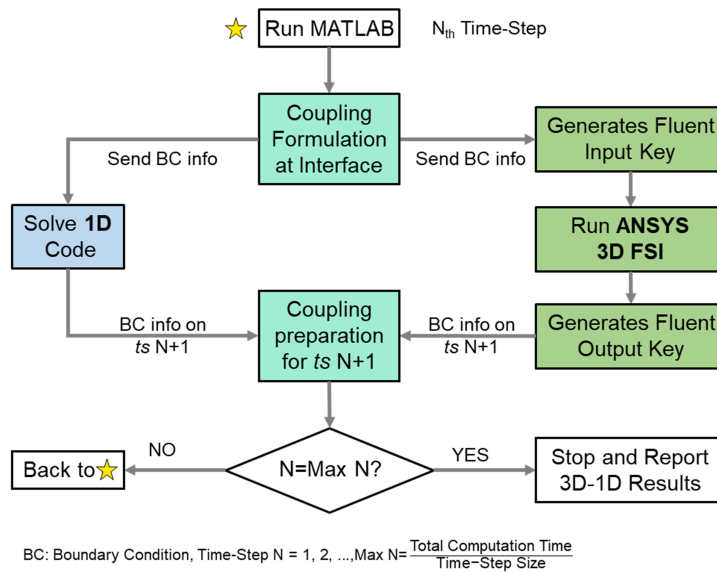 Run MATLAB
Nth Time-Step
Coupling
Formulation
at Interface
Send BC info
Send BC info
Generates Fluent
Input Key
Solve 1D
Code
Run ANSYS
3D FSI
BC info on
ts N+1
Coupling
preparation
for ts N+1
BC info on
ts N+1
Generates Fluent
Output Key
NO
N=Max N?
YES
Back to
Stop and Report
3D-1D Results
BC: Boundary Condition, Time-Step N = 1, 2, ...,Max N= Total Computation Time
Time−Step Size